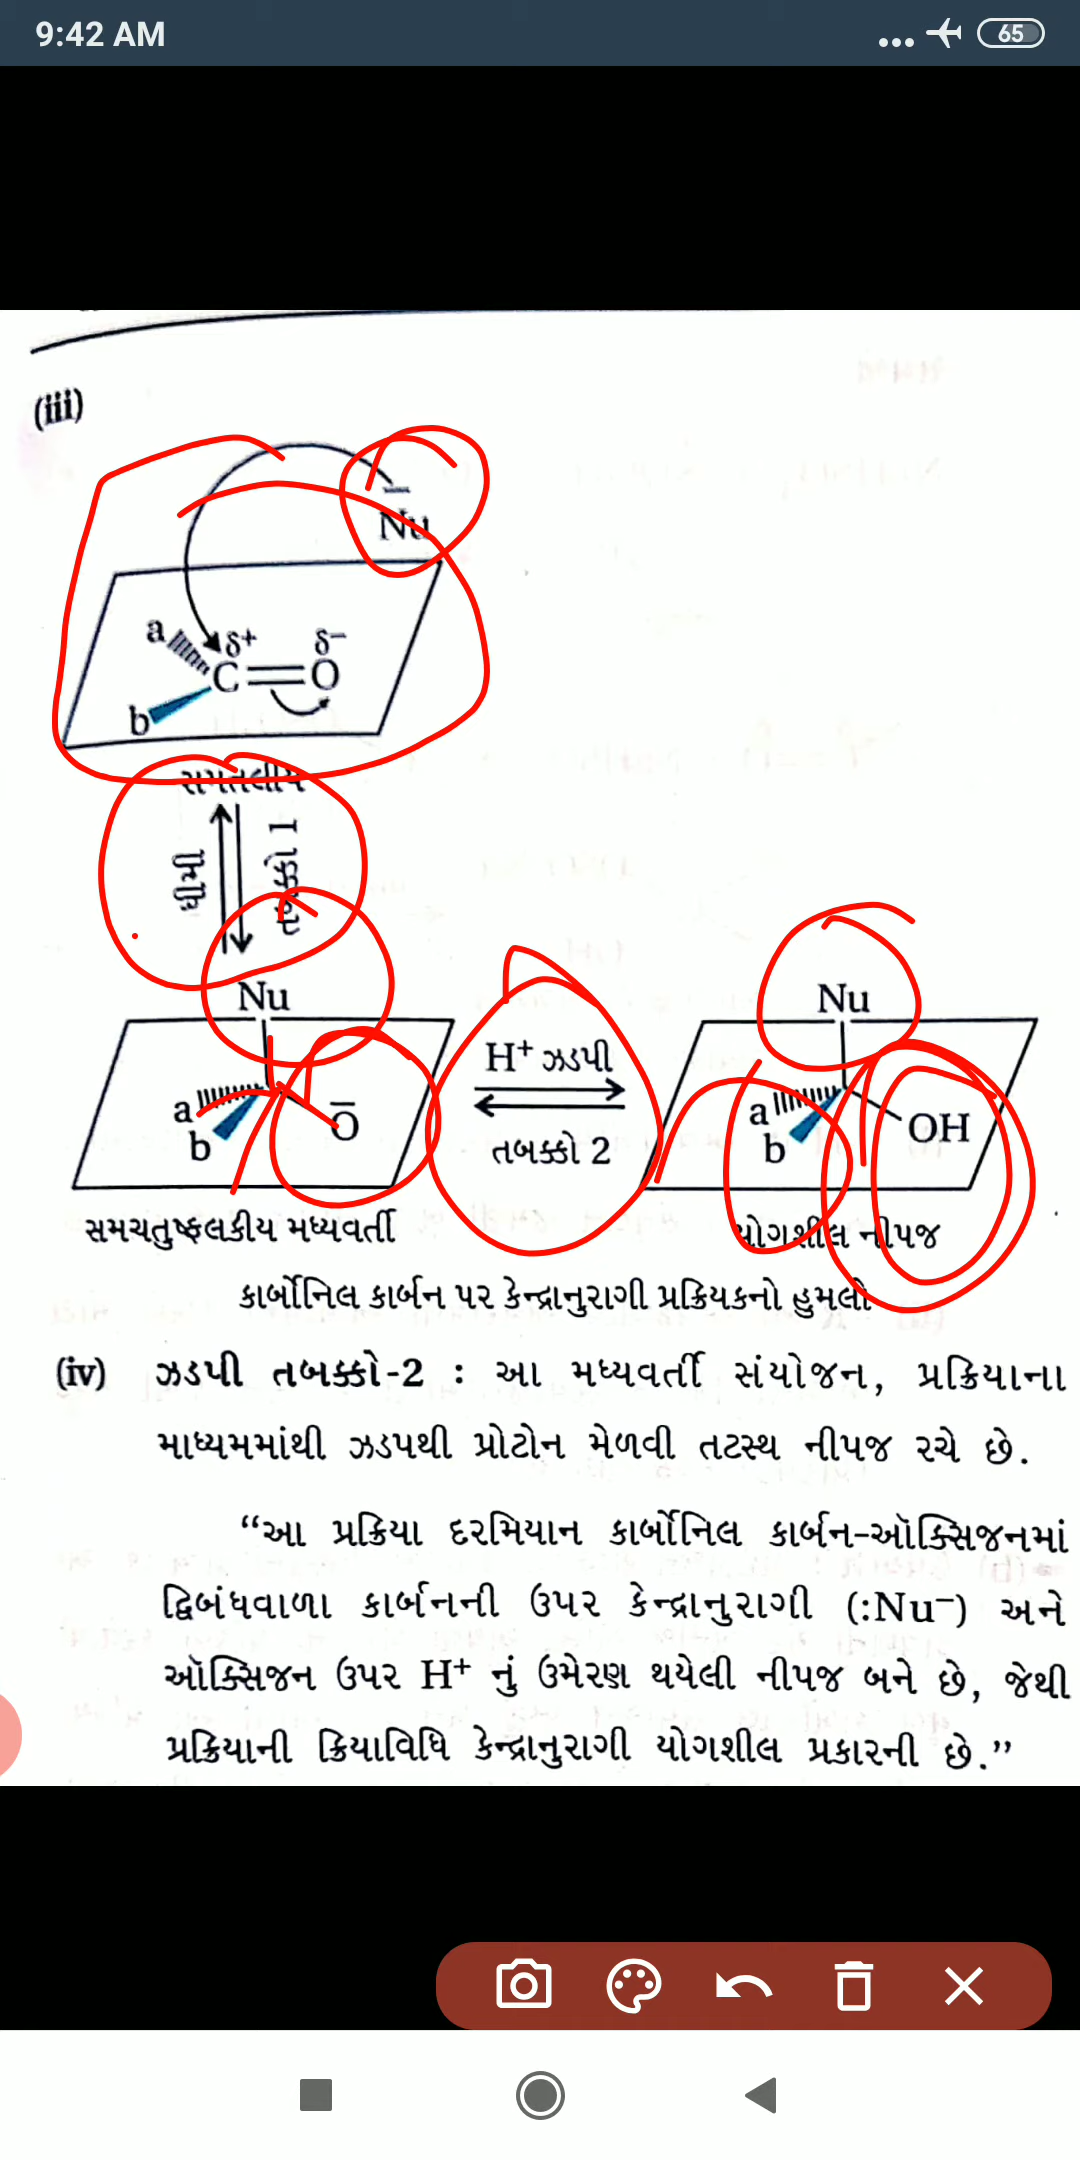 9:42 AM
65
(iii)
Nu
a
δ+
δ−
C
O
b
સમતલીય
ધીમી
તબક્કો 1
Nu
a
b
O
H+ ઝડપી
તબક્કો 2
Nu
a
b
OH
સમચતુષ્ફલકીય મધ્યવર્તી
યોગશીલ નીપજ
કાર્બોનિલ કાર્બન પર કેન્દ્રાનુરાગી પ્રક્રિયકનો હુમલો
(iv) ઝડપી તબક્કો-2 : આ મધ્યવર્તી સંયોજન, પ્રક્રિયાના
માધ્યમમાંથી ઝડપથી પ્રોટોન મેળવી તટસ્થ નીપજ રચે છે.
“આ પ્રક્રિયા દરમિયાન કાર્બોનિલ કાર્બન-ઑક્સિજનમાં
દ્વિબંધવાળા કાર્બનની ઉપર કેન્દ્રાનુરાગી (:Nu−) અને
ઑક્સિજન ઉપર H+ નું ઉમેરણ થયેલી નીપજ બને છે, જેથી
પ્રક્રિયાની ક્રિયાવિધિ કેન્દ્રાનુરાગી યોગશીલ પ્રકારની છે.”